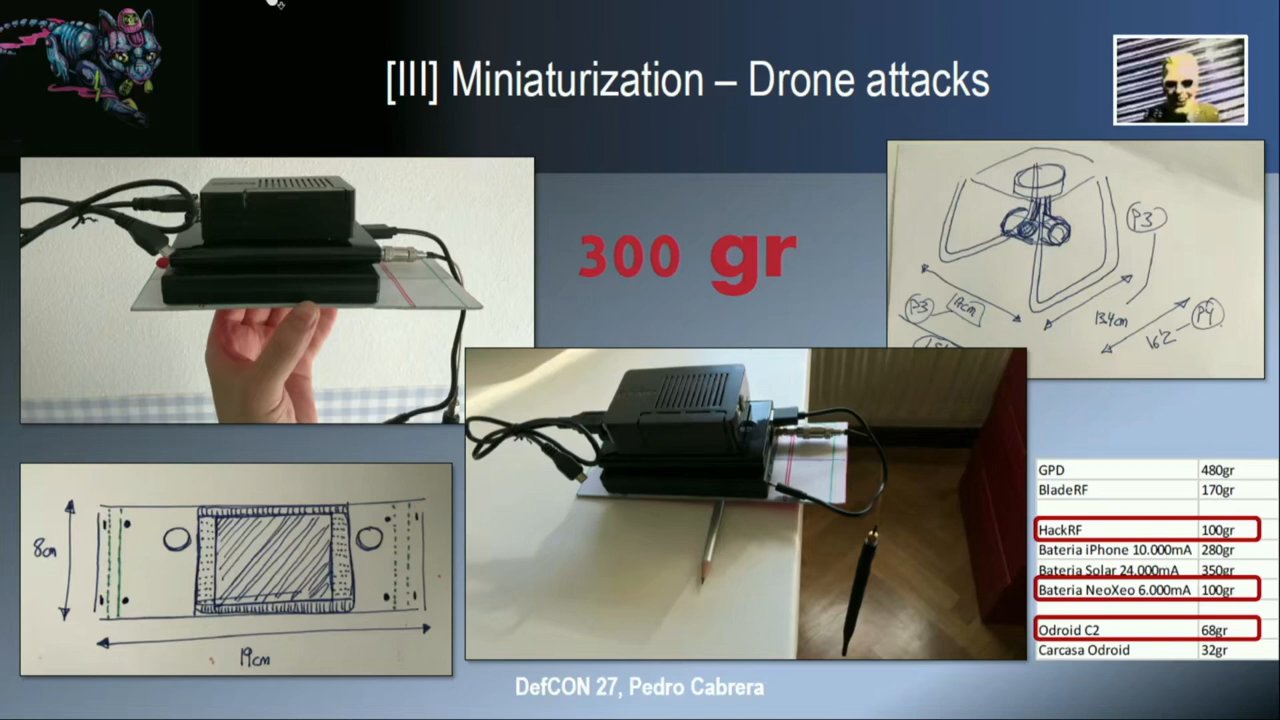 [III] Miniaturization – Drone attacks
300 gr
P3
P3
13.4cm
16.2
P4
8cm
19cm
GPD 480gr
BladeRF 170gr
HackRF 100gr
Bateria iPhone 10.000mA 280gr
Bateria Solar 24.000mA 350gr
Bateria NeoXeo 6.000mA 100gr
Odroid C2 68gr
Carcasa Odroid 32gr
DefCON 27, Pedro Cabrera